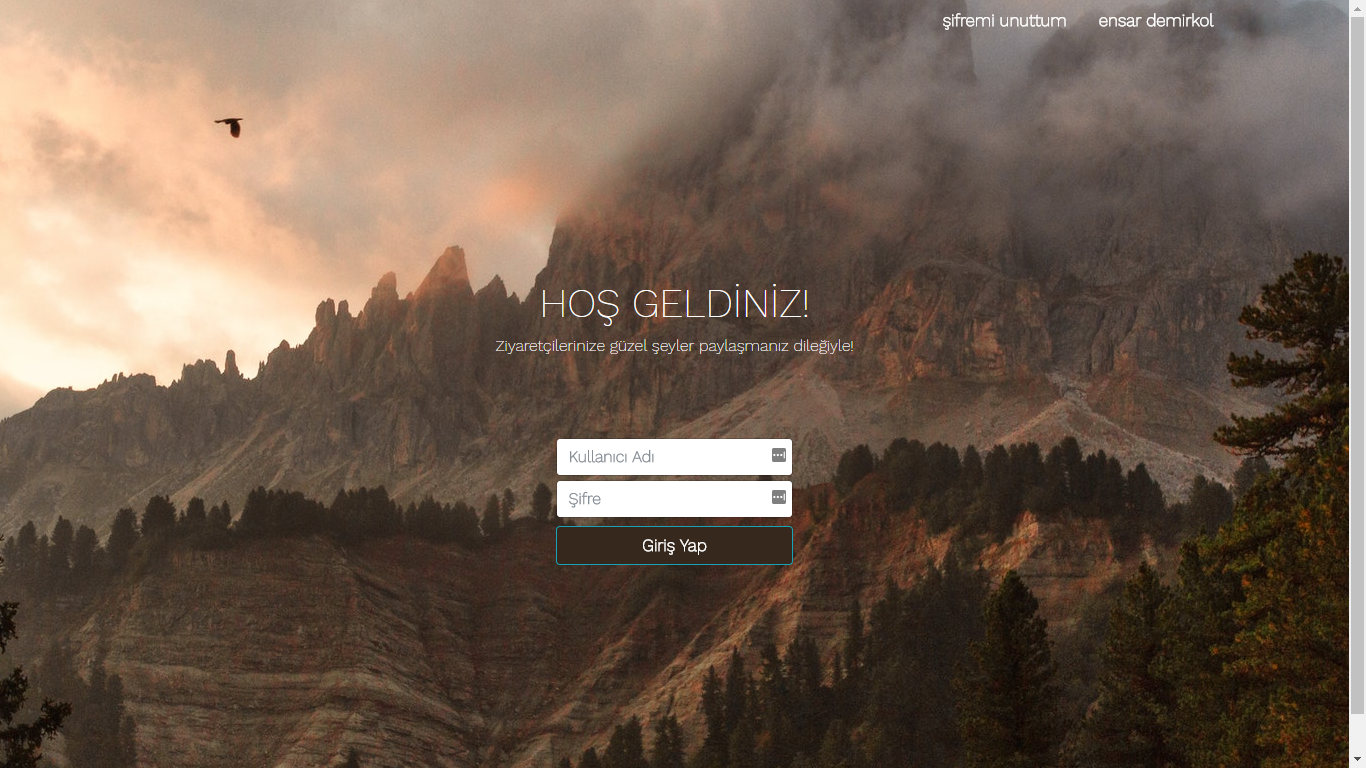 şifremi unuttum ensar demirkol
HOŞ GELDİNİZ!
Ziyaretçilerinize güzel şeyler paylaşmanız dileğiyle!
Kullanıcı Adı
Şifre
Giriş Yap